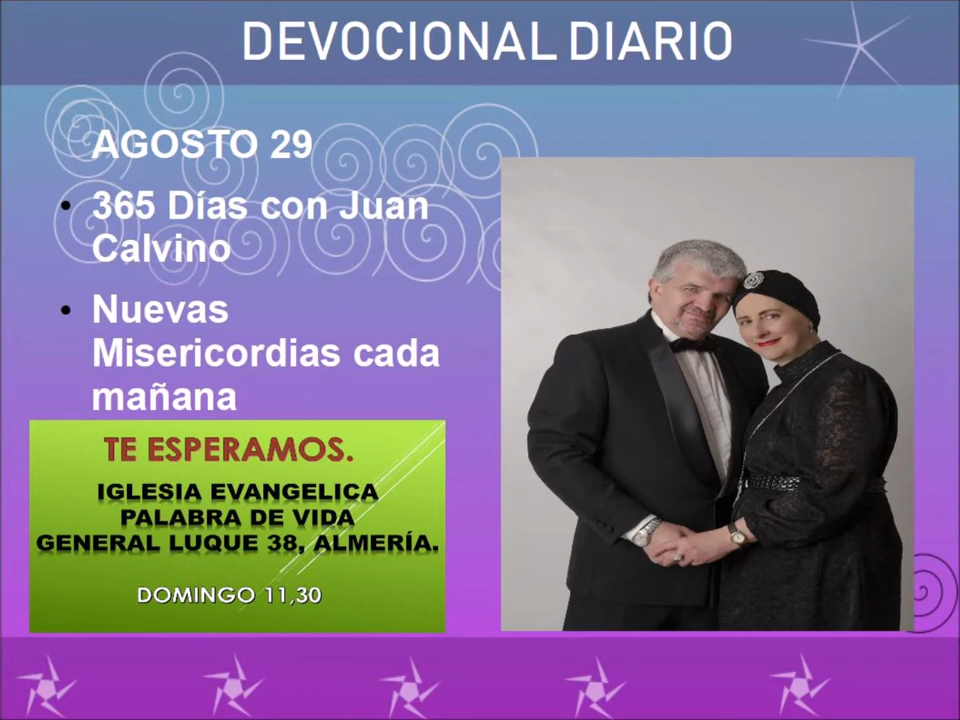 DEVOCIONAL DIARIO
AGOSTO 29
• 365 Días con Juan
Calvino
• Nuevas
Misericordias cada
mañana
TE ESPERAMOS.
IGLESIA EVANGELICA
PALABRA DE VIDA
GENERAL LUQUE 38, ALMERÍA.
DOMINGO 11,30